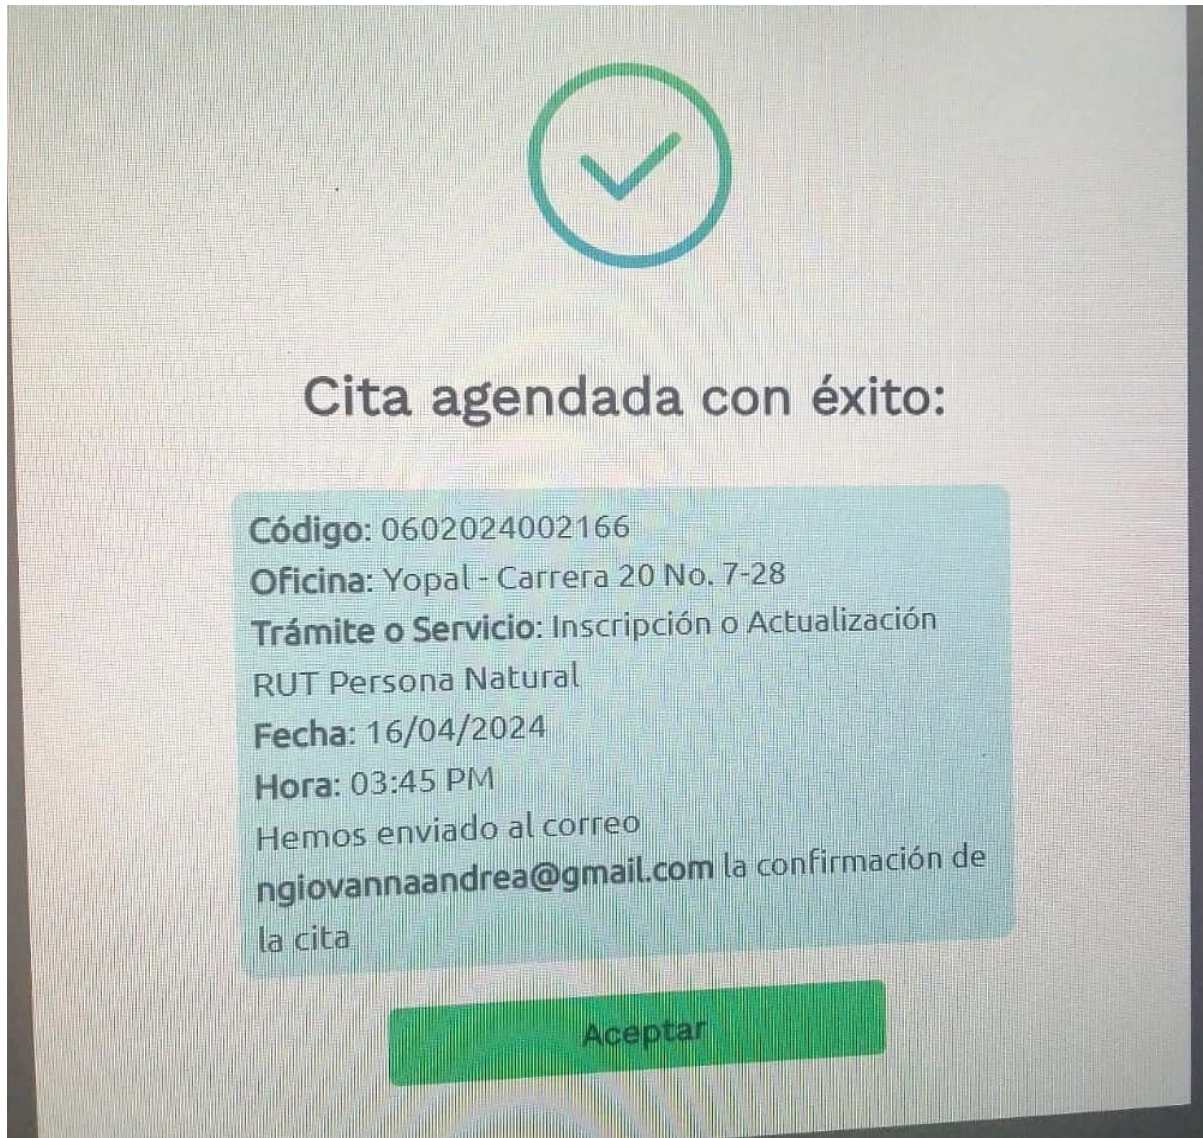 Cita agendada con éxito:
Código: 0602024002166
Oficina: Yopal - Carrera 20 No. 7-28
Trámite o Servicio: Inscripción o Actualización
RUT Persona Natural
Fecha: 16/04/2024
Hora: 03:45 PM
Hemos enviado al correo
ngiovannaandrea@gmail.com la confirmación de
la cita
Aceptar